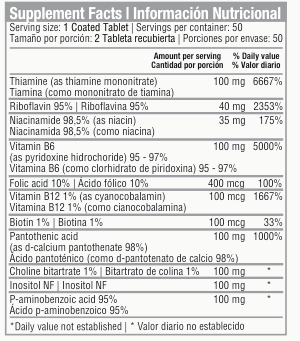 Supplement Facts | Información Nutricional
Serving size: 1 Coated Tablet | Servings per container: 50
Tamaño por porción: 2 Tableta recubierta | Porciones por envase: 50
Amount per serving % Daily value
Cantidad por porción % Valor diario
Thiamine (as thiamine mononitrate) 100 mg 6667%
Tiamina (como mononitrato de tiamina)
Riboflavin 95% | Riboflavina 95% 40 mg 2353%
Niacinamide 98,5% (as niacin) 35 mg 175%
Niacinamida 98,5% (como niacina)
Vitamin B6 100 mg 5000%
(as pyridoxine hidrochoride) 95 - 97%
Vitamina B6 (como clorhidrato de piridoxina) 95 - 97%
Folic acid 10% | Ácido fólico 10% 400 mcg 100%
Vitamin B12 1% (as cyanocobalamin) 100 mcg 1667%
Vitamina B12 1% (como cianocobalamina)
Biotin 1% | Biotina 1% 100 mcg 33%
Pantothenic acid 100 mg 1000%
(as d-calcium pantothenate 98%)
Ácido pantoténico (como d-pantotenato de calcio 98%)
Choline bitartrate 1% | Bitartrato de colina 1% 100 mg *
Inositol NF | Inositol NF 100 mg *
P-aminobenzoic acid 95% 100 mg *
Ácido p-aminobenzoico 95%
*Daily value not established | * Valor diario no establecido